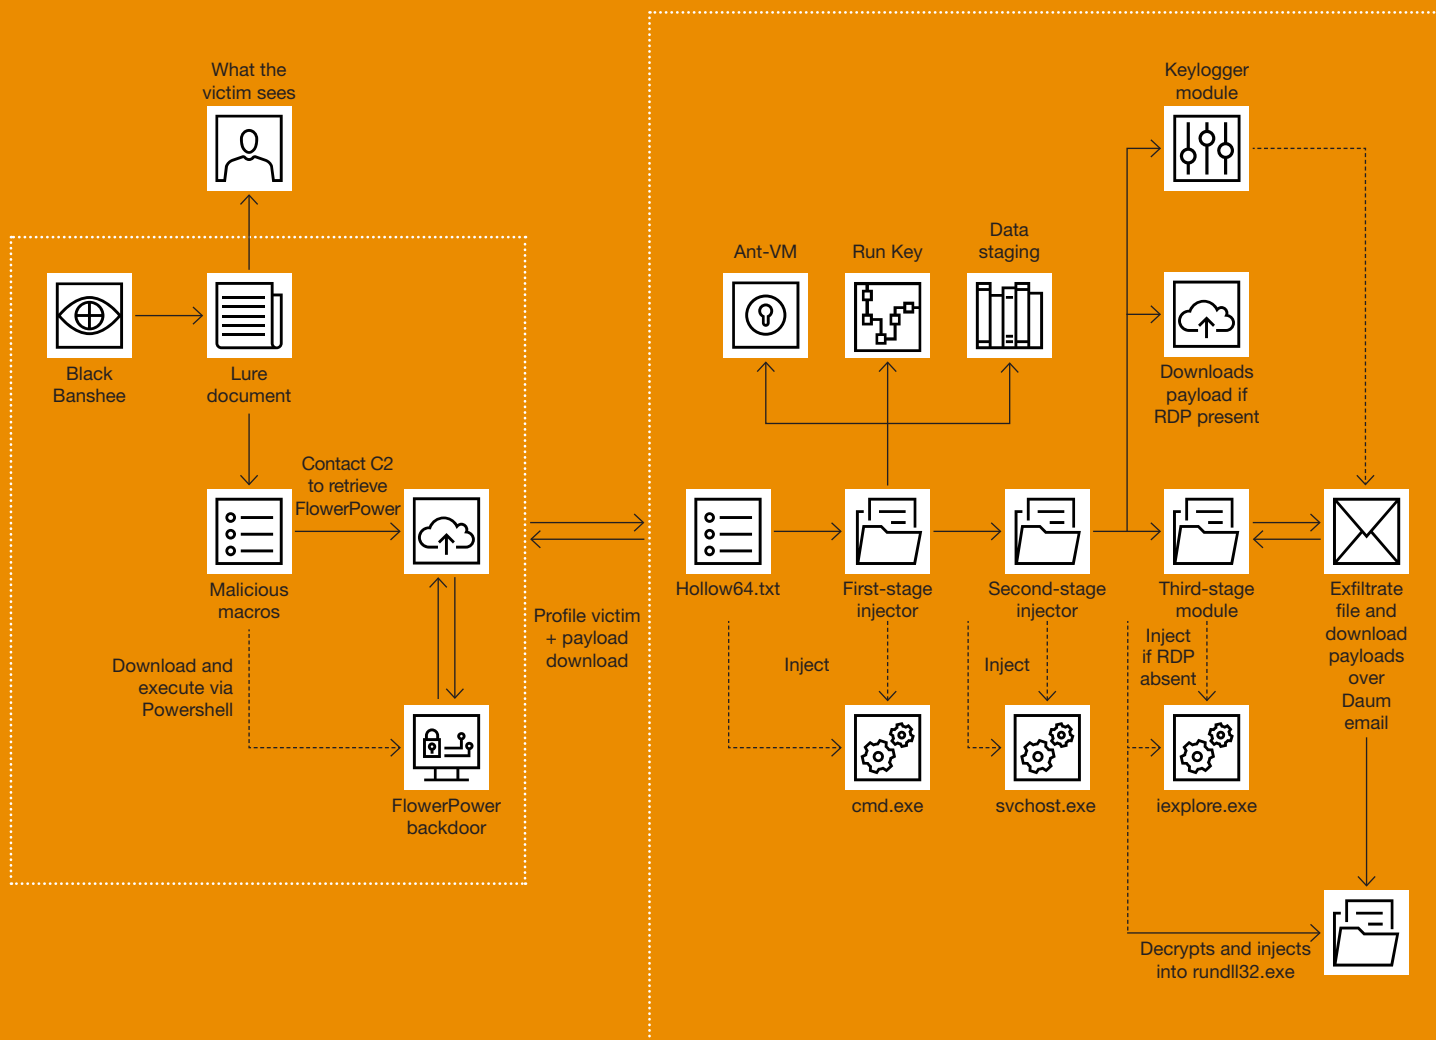 What the
victim sees
Black
Banshee
Lure
document
Contact C2
to retrieve
FlowerPower
Malicious
macros
Download and
execute via
Powershell
FlowerPower
backdoor
Profile victim
+ payload
download
Ant-VM
Run Key
Data
staging
Keylogger
module
Downloads
payload if
RDP present
Hollow64.txt
First-stage
injector
Second-stage
injector
Third-stage
module
Exfiltrate
file and
download
payloads
over
Daum
email
Inject
Inject
Inject
if RDP
absent
cmd.exe
svchost.exe
iexplore.exe
Decrypts and injects
into rundll32.exe